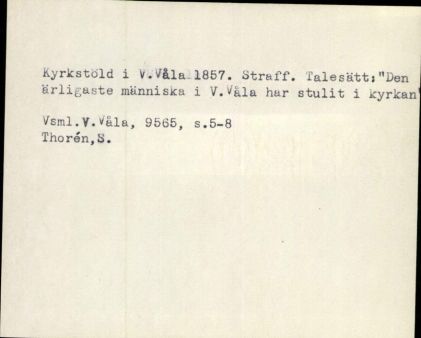 Kyrkstöld i V.Våla 1857. Straff. Talesätt:"Den
ärligaste människa i V.Våla har stulit i kyrkan"
Vsml.V.Våla, 9565, s.5-8
Thorén,S.